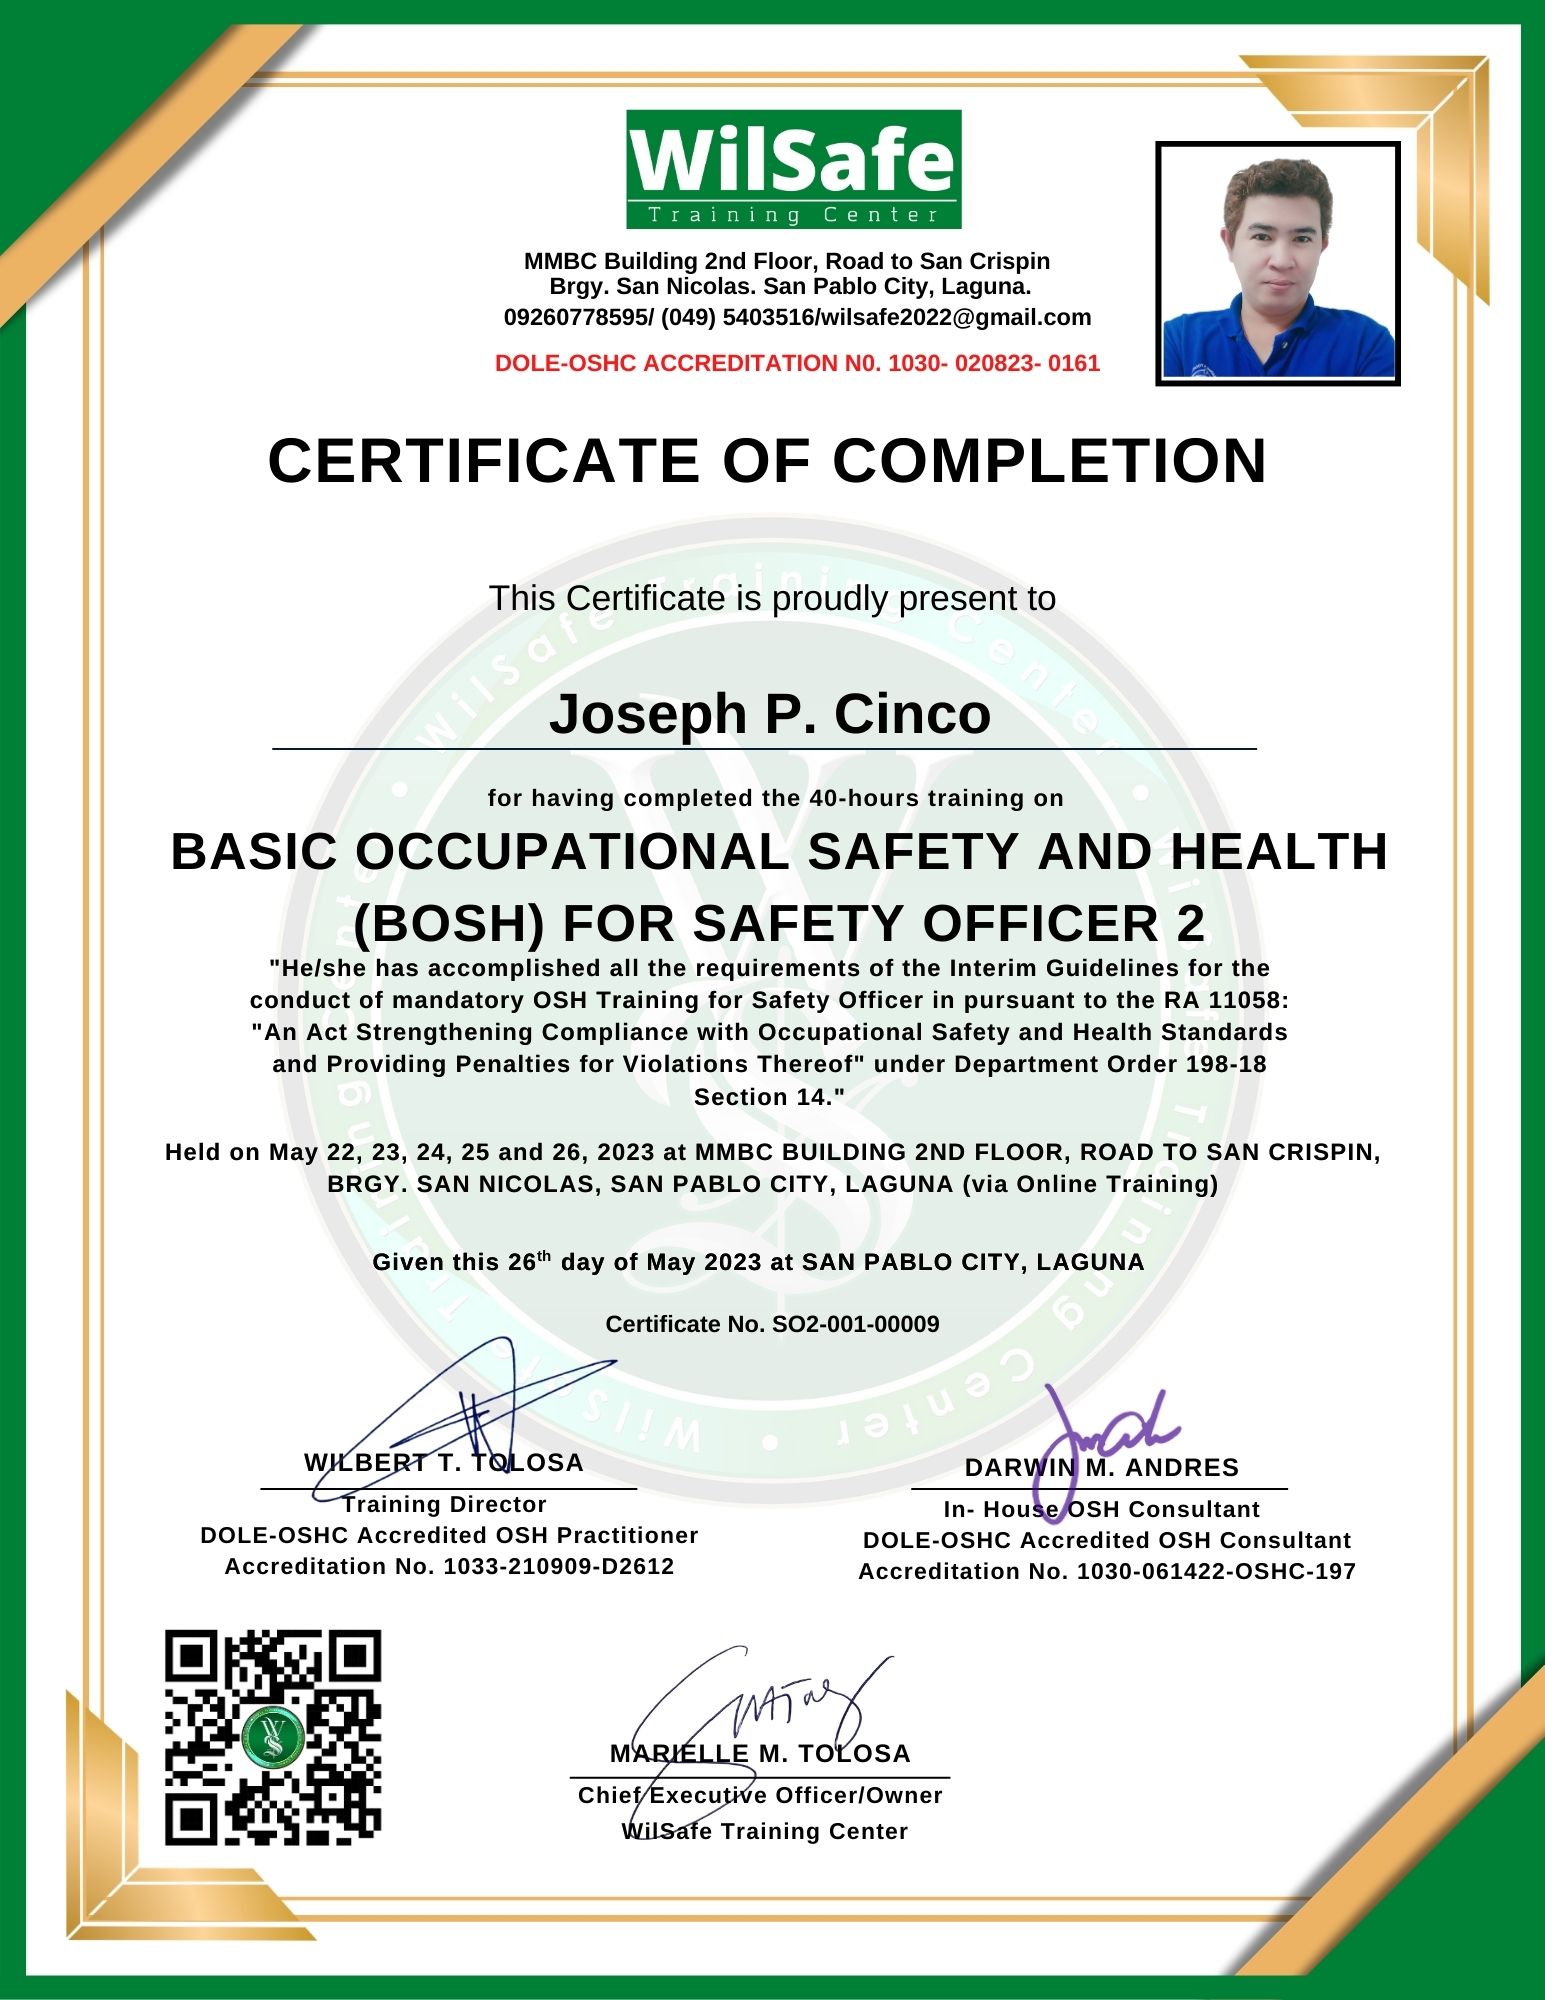 WilSafe
Training Center
MMBC Building 2nd Floor, Road to San Crispin
Brgy. San Nicolas. San Pablo City, Laguna.
09260778595/ (049) 5403516/wilsafe2022@gmail.com
DOLE-OSHC ACCREDITATION N0. 1030- 020823- 0161
CERTIFICATE OF COMPLETION
This Certificate is proudly present to
Joseph P. Cinco
for having completed the 40-hours training on
BASIC OCCUPATIONAL SAFETY AND HEALTH
(BOSH) FOR SAFETY OFFICER 2
"He/she has accomplished all the requirements of the Interim Guidelines for the
conduct of mandatory OSH Training for Safety Officer in pursuant to the RA 11058:
"An Act Strengthening Compliance with Occupational Safety and Health Standards
and Providing Penalties for Violations Thereof" under Department Order 198-18
Section 14."
Held on May 22, 23, 24, 25 and 26, 2023 at MMBC BUILDING 2ND FLOOR, ROAD TO SAN CRISPIN,
BRGY. SAN NICOLAS, SAN PABLO CITY, LAGUNA (via Online Training)
Given this 26th day of May 2023 at SAN PABLO CITY, LAGUNA
Certificate No. SO2-001-00009
WilSafe Training Center • WilSafe Training Center • WilSafe Training Center •
WILBERT T. TOLOSA
Training Director
DOLE-OSHC Accredited OSH Practitioner
Accreditation No. 1033-210909-D2612
DARWIN M. ANDRES
In- House OSH Consultant
DOLE-OSHC Accredited OSH Consultant
Accreditation No. 1030-061422-OSHC-197
MARIELLE M. TOLOSA
Chief Executive Officer/Owner
WilSafe Training Center